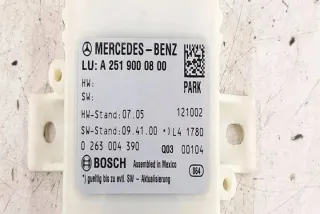 MERCEDES-BENZ
LU: A 251 900 08 00
HW:
SW:
PARK
HW-Stand: 07.05 121002
SW-Stand: 09.41.00 *) L4 1780
0 263 004 390 Q03 00104
BOSCH Assembled in Mexico 064
*) gueltig bis zu evtl. SW - Aktualisierung